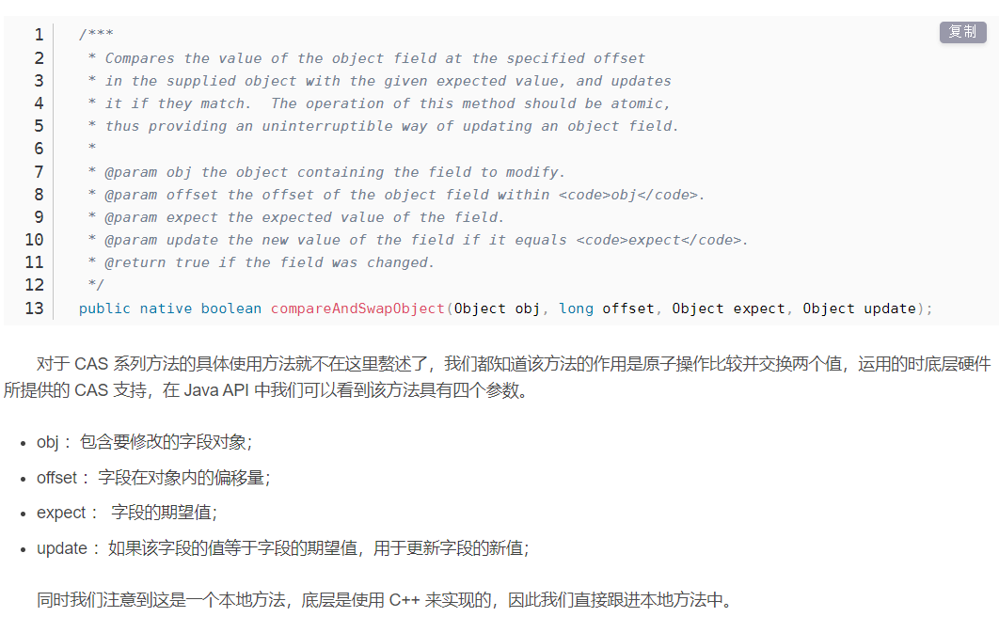 复制
1 /***
2  * Compares the value of the object field at the specified offset
3  * in the supplied object with the given expected value, and updates
4  * it if they match.  The operation of this method should be atomic,
5  * thus providing an uninterruptible way of updating an object field.
6  *
7  * @param obj the object containing the field to modify.
8  * @param offset the offset of the object field within <code>obj</code>.
9  * @param expect the expected value of the field.
10  * @param update the new value of the field if it equals <code>expect</code>.
11  * @return true if the field was changed.
12  */
13 public native boolean compareAndSwapObject(Object obj, long offset, Object expect, Object update);
对于 CAS 系列方法的具体使用方法就不在这里赘述了，我们都知道该方法的作用是原子操作比较并交换两个值，运用的时底层硬件
所提供的 CAS 支持，在 Java API 中我们可以看到该方法具有四个参数。
• obj ：包含要修改的字段对象；
• offset ：字段在对象内的偏移量；
• expect ： 字段的期望值；
• update ：如果该字段的值等于字段的期望值，用于更新字段的新值；
同时我们注意到这是一个本地方法，底层是使用 C++ 来实现的，因此我们直接跟进本地方法中。